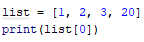 list = [1, 2, 3, 20]
print(list[0])